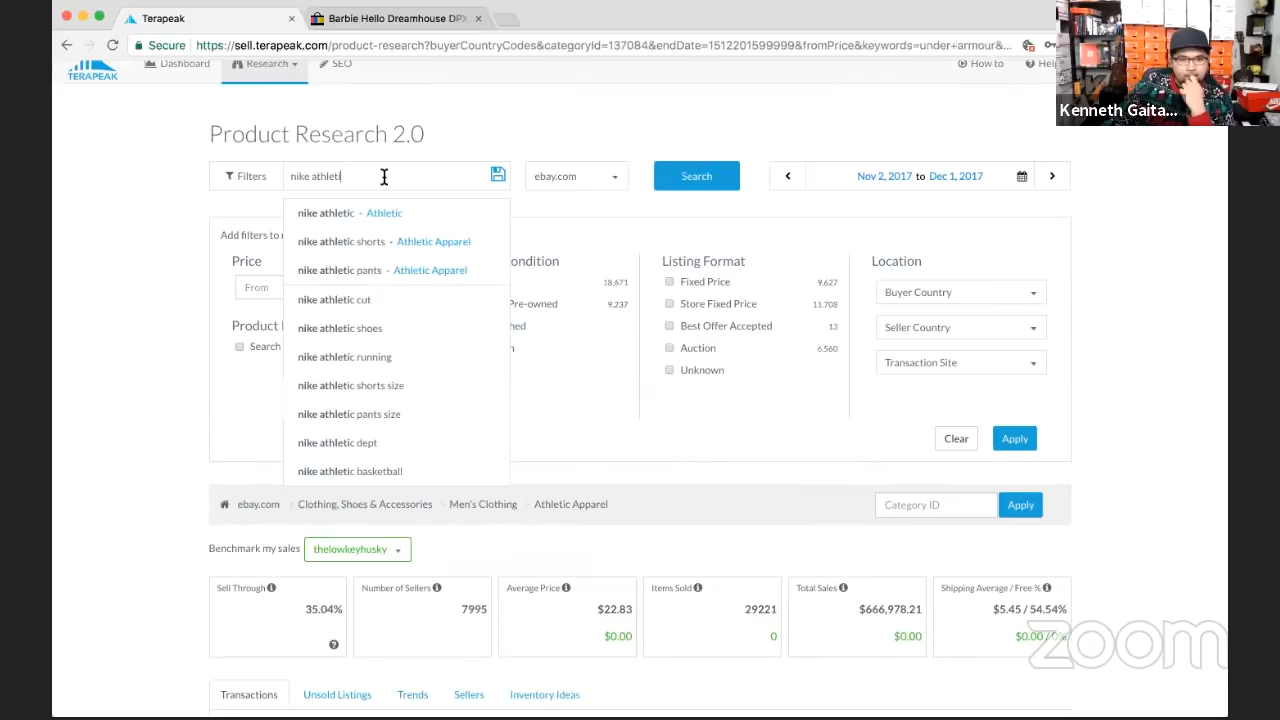 Terapeak
Barbie Hello Dreamhouse DPX
Secure
https://sell.terapeak.com/product-research?buyerCountryCodes&categoryId=137084&endDate=1512201599999&fromPrice&keywords=under+armour&...
TERAPEAK
Dashboard
Research
SEO
How to
Help
Kenneth Gaita...
Product Research 2.0
Filters
nike athleti
ebay.com
Search
Nov 2, 2017 to Dec 1, 2017
nike athletic - Athletic
nike athletic shorts - Athletic Apparel
nike athletic pants - Athletic Apparel
nike athletic cut
nike athletic shoes
nike athletic running
nike athletic shorts size
nike athletic pants size
nike athletic dept
nike athletic basketball
Add filters to
Price
From
Search
ondition
18,671
Pre-owned 9,237
Listing Format
Fixed Price 9,627
Store Fixed Price 11,708
Best Offer Accepted 13
Auction 6,560
Unknown
Location
Buyer Country
Seller Country
Transaction Site
Clear
Apply
ebay.com
Clothing, Shoes & Accessories
Men's Clothing
Athletic Apparel
Category ID
Apply
Benchmark my sales
thelowkeyhusky
Sell Through
35.04%
Number of Sellers
7995
Average Price
$22.83
$0.00
Items Sold
29221
0
Total Sales
$666,978.21
$0.00
Shipping Average / Free %
$5.45 / 54.54%
$0.00 / 0%
zoom
Transactions
Unsold Listings
Trends
Sellers
Inventory Ideas